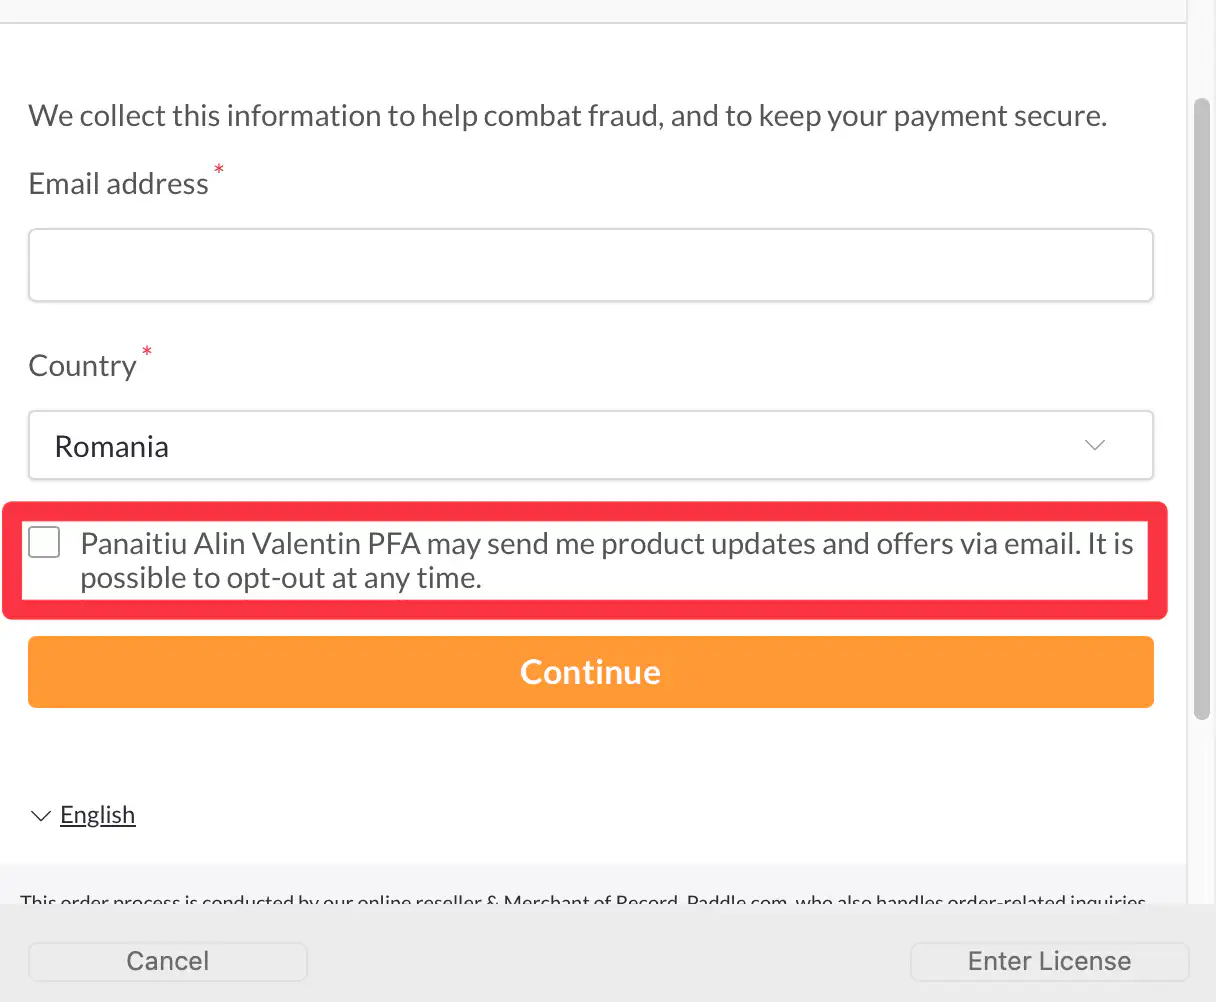 We collect this information to help combat fraud, and to keep your payment secure.
Email address *
Country *
Romania
Panaitiu Alin Valentin PFA may send me product updates and offers via email. It is
possible to opt-out at any time.
Continue
English
This order process is conducted by our online reseller & Merchant of Record, Paddle.com, who also handles order-related inquiries
Cancel
Enter License